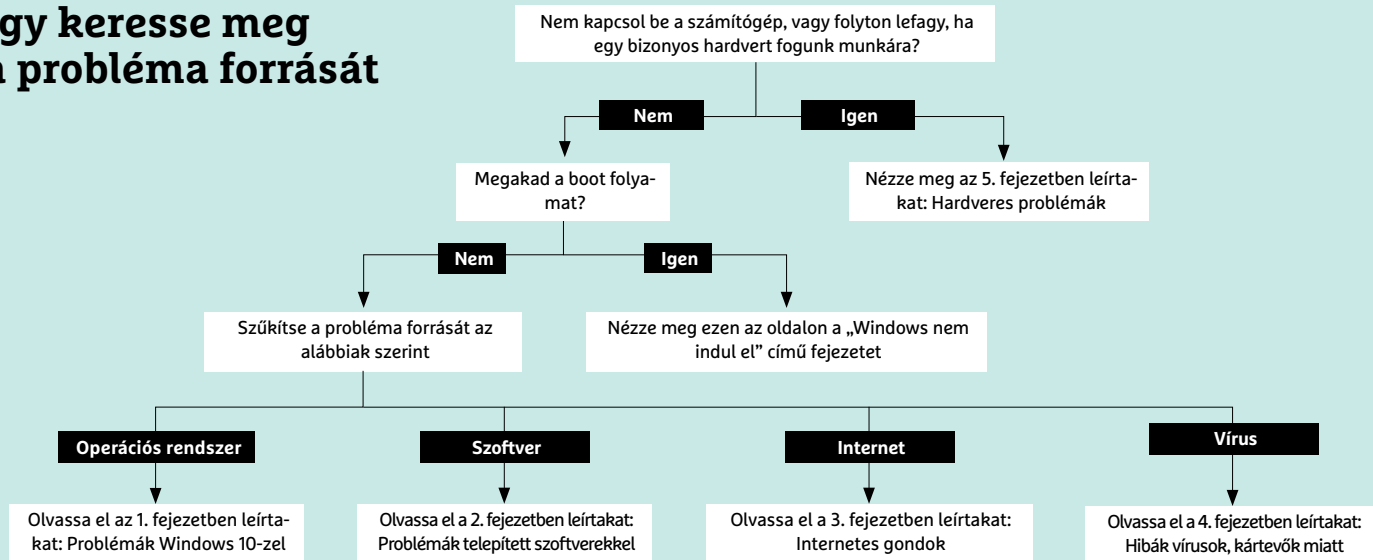 gy keresse meg
a probléma forrását
Nem kapcsol be a számítógép, vagy folyton lefagy, ha
egy bizonyos hardvert fogunk munkára?
Nem
Igen
Megakad a boot folya-
mat?
Nézze meg az 5. fejezetben leírta-
kat: Hardveres problémák
Nem
Igen
Szűkítse a probléma forrását az
alábbiak szerint
Nézze meg ezen az oldalon a „Windows nem
indul el” című fejezetet
Operációs rendszer
Szoftver
Internet
Vírus
Olvassa el az 1. fejezetben leírta-
kat: Problémák Windows 10-zel
Olvassa el a 2. fejezetben leírtakat:
Problémák telepített szoftverekkel
Olvassa el a 3. fejezetben leírtakat:
Internetes gondok
Olvassa el a 4. fejezetben leírtakat:
Hibák vírusok, kártevők miatt